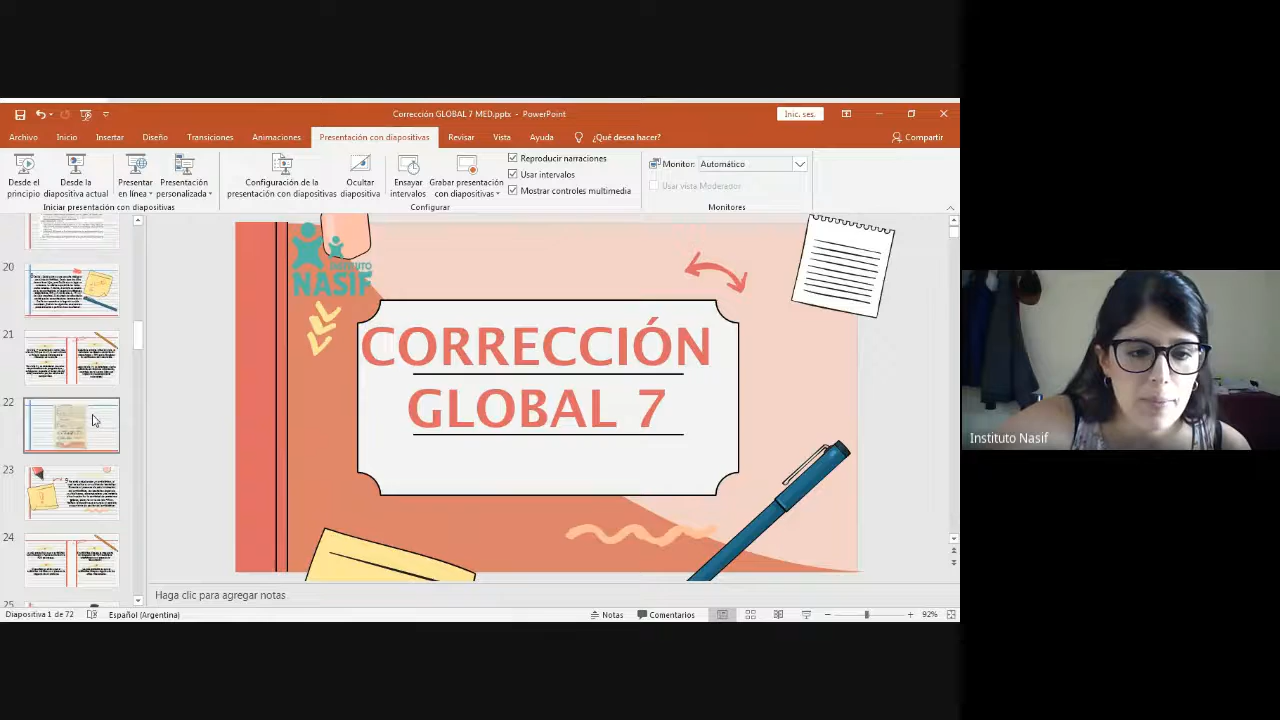 Corrección GLOBAL 7 MED.pptx - PowerPoint
Inic. ses.
Archivo
Inicio
Insertar
Diseño
Transiciones
Animaciones
Presentación con diapositivas
Revisar
Vista
Ayuda
¿Qué desea hacer?
Compartir
Desde el principio
Desde la diapositiva actual
Presentar en línea
Presentación personalizada
Iniciar presentación con diapositivas
Configuración de la presentación con diapositivas
Ocultar diapositiva
Ensayar intervalos
Grabar presentación con diapositivas
Reproducir narraciones
Usar intervalos
Mostrar controles multimedia
Configurar
Monitor:
Automático
Usar vista Moderador
Monitores
20
21
22
23
24
25
INSTITUTO
NASIF
CORRECCIÓN
GLOBAL 7
Instituto Nasif
Haga clic para agregar notas
Diapositiva 1 de 72
Español (Argentina)
Notas
Comentarios
92%